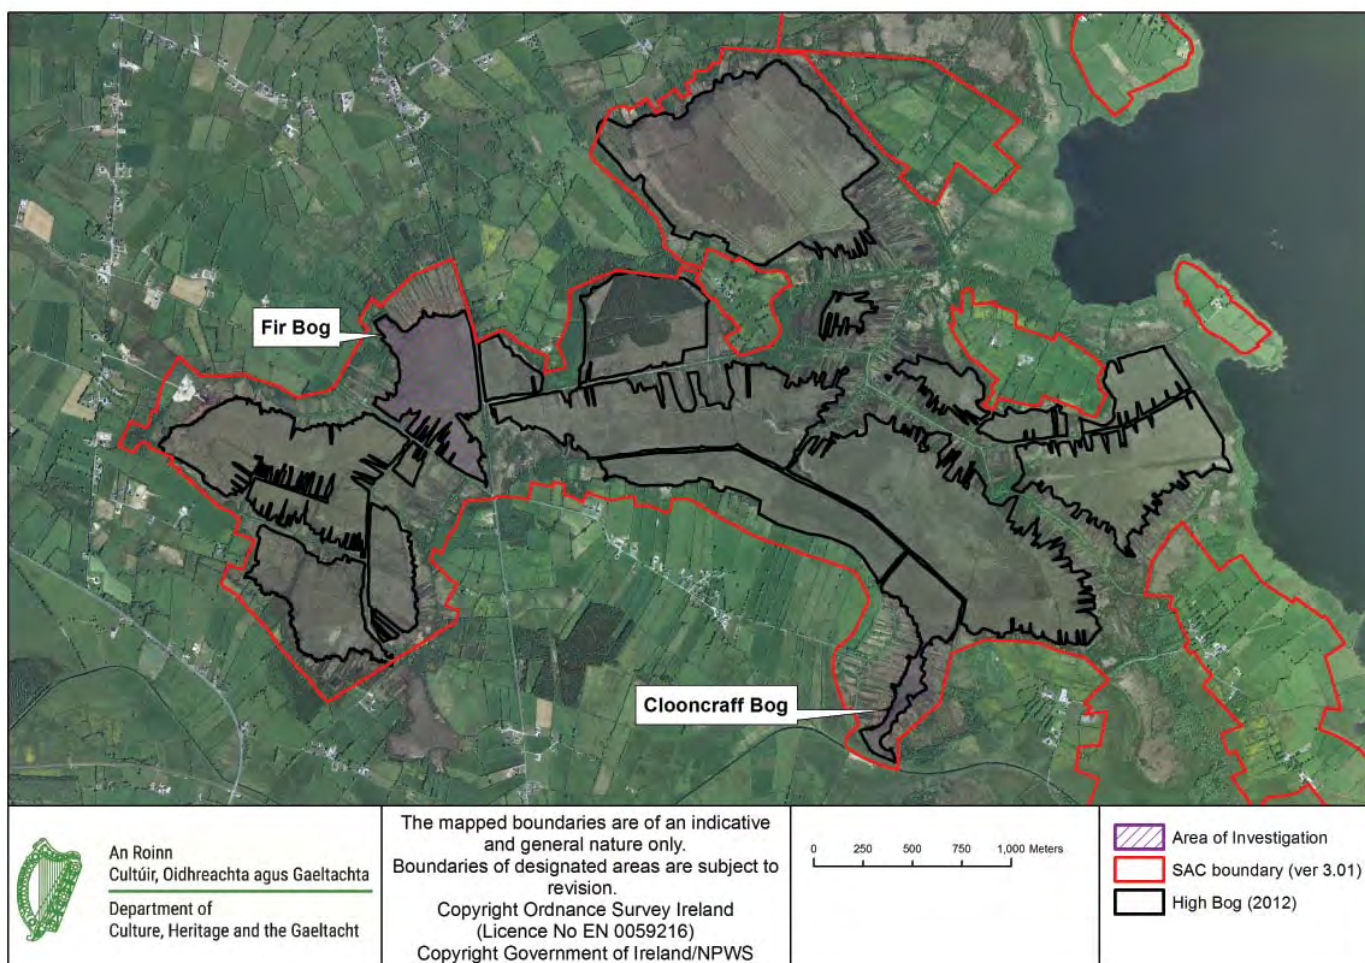 Fir Bog
Clooncraff Bog
An Roinn
Cultúir, Oidhreachta agus Gaeltachta
Department of
Culture, Heritage and the Gaeltacht
The mapped boundaries are of an indicative
and general nature only.
Boundaries of designated areas are subject to
revision.
Copyright Ordnance Survey Ireland
(Licence No EN 0059216)
Copyright Government of Ireland/NPWS
0 250 500 750 1,000 Meters
Area of Investigation
SAC boundary (ver 3.01)
High Bog (2012)